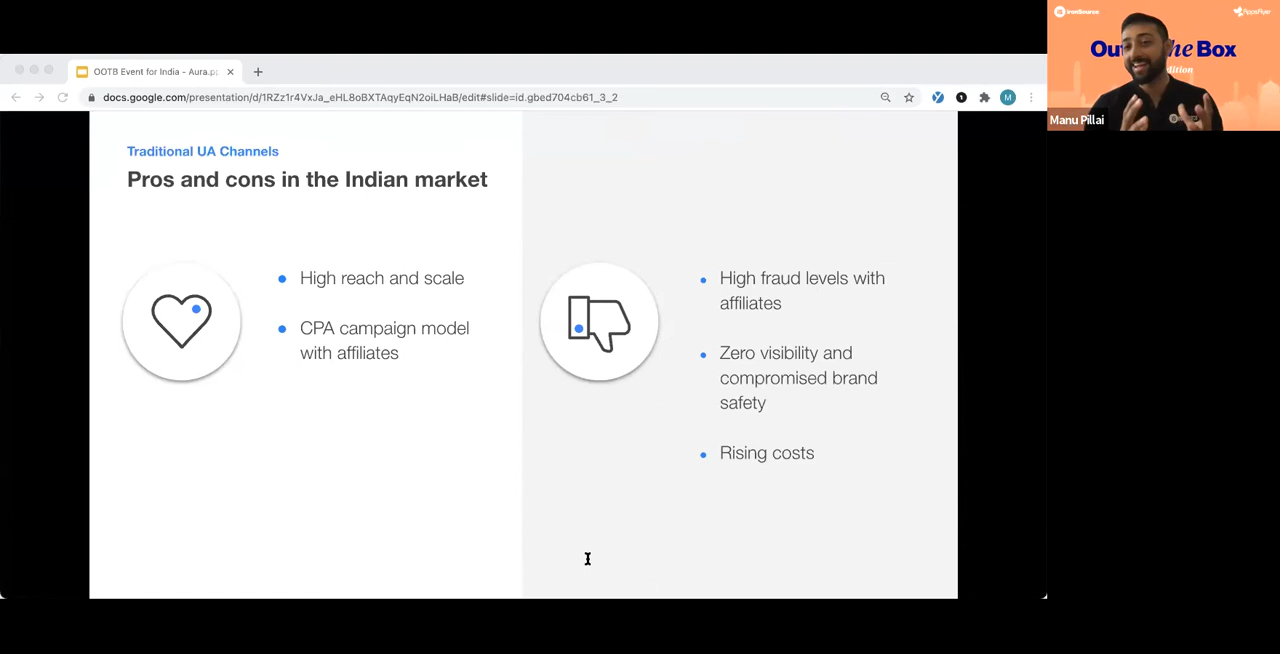 OOTB Event for India - Aura.pp
docs.google.com/presentation/d/1RZz1r4VxJa_eHL8oBXTAqyEqN2oiLHaB/edit#slide=id.gbed704cb61_3_2
M
Traditional UA Channels
Pros and cons in the Indian market
High reach and scale
CPA campaign model
with affiliates
High fraud levels with
affiliates
Zero visibility and
compromised brand
safety
Rising costs
ironSource
AppsFlyer
Box
Manu Pillai